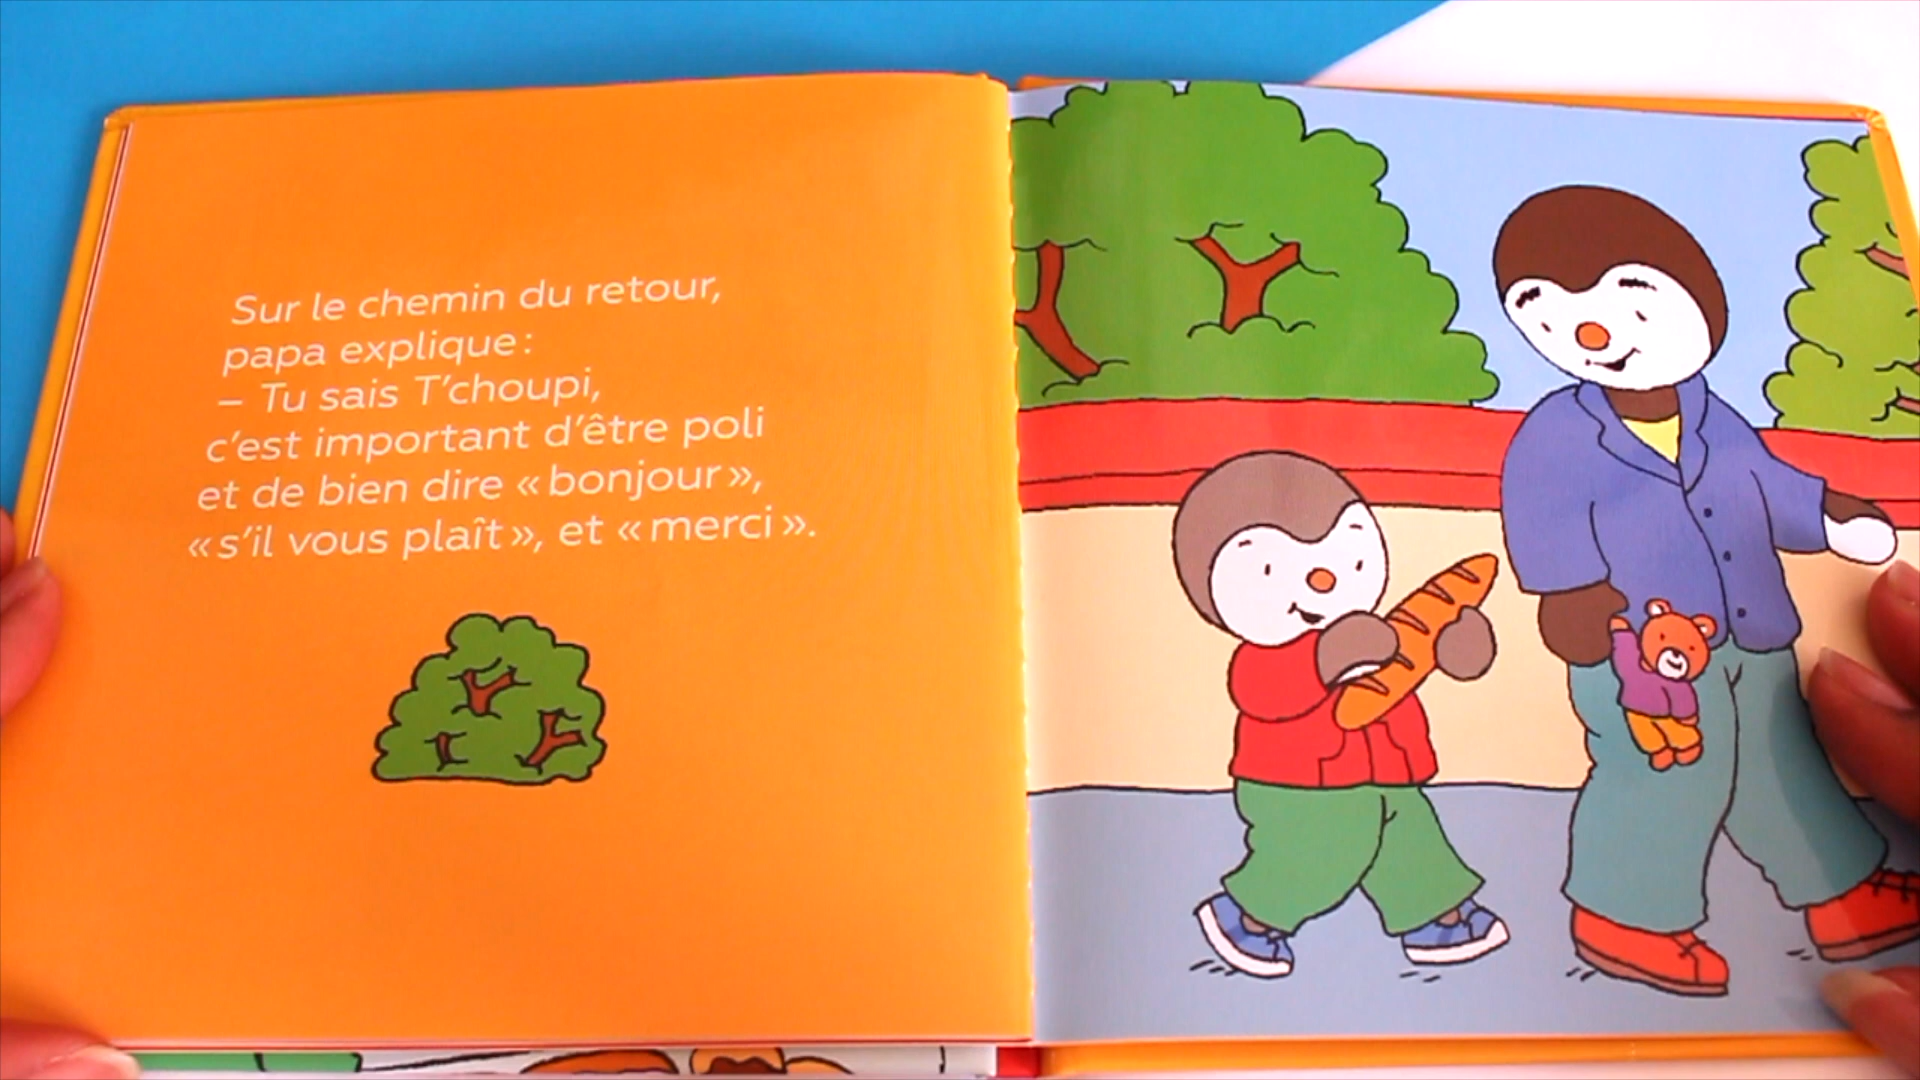 Sur le chemin du retour,
papa explique :
– Tu sais T'choupi,
c'est important d'être poli
et de bien dire « bonjour »,
« s'il vous plaît », et « merci ».